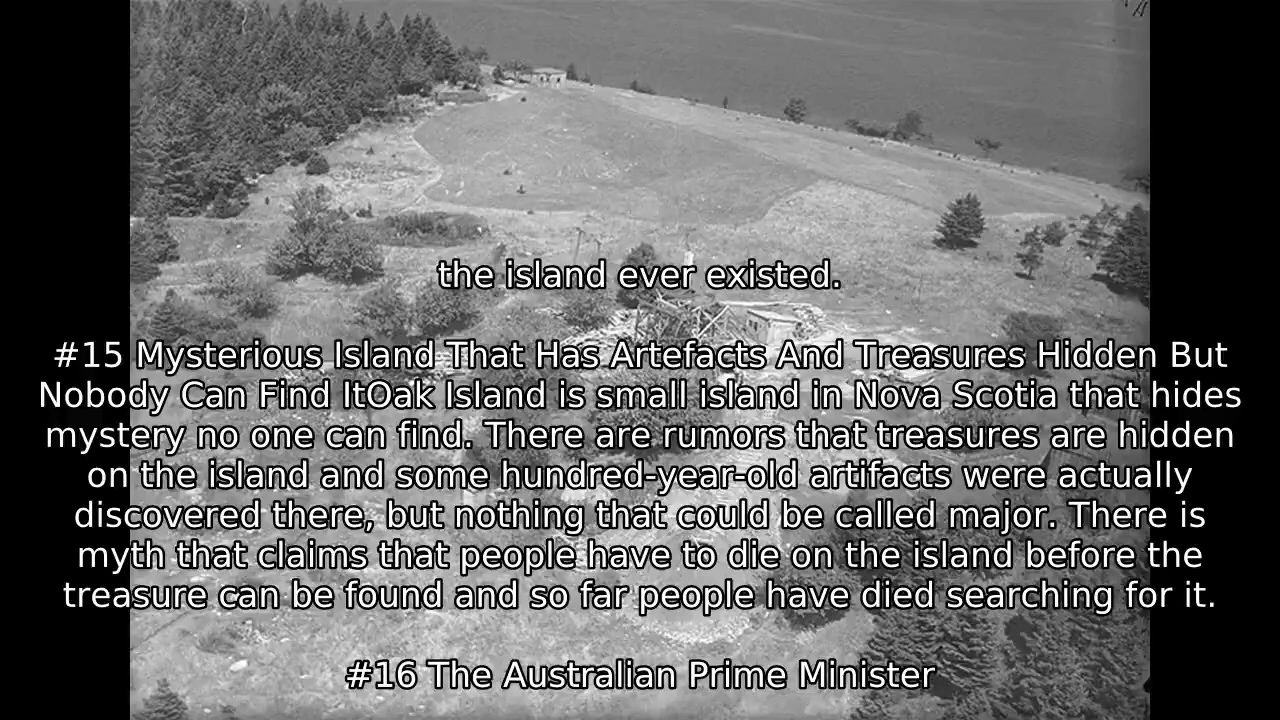 the island ever existed.
#15 Mysterious Island That Has Artefacts And Treasures Hidden But
Nobody Can Find ItOak Island is small island in Nova Scotia that hides
mystery no one can find. There are rumors that treasures are hidden
on the island and some hundred-year-old artifacts were actually
discovered there, but nothing that could be called major. There is
myth that claims that people have to die on the island before the
treasure can be found and so far people have died searching for it.
#16 The Australian Prime Minister